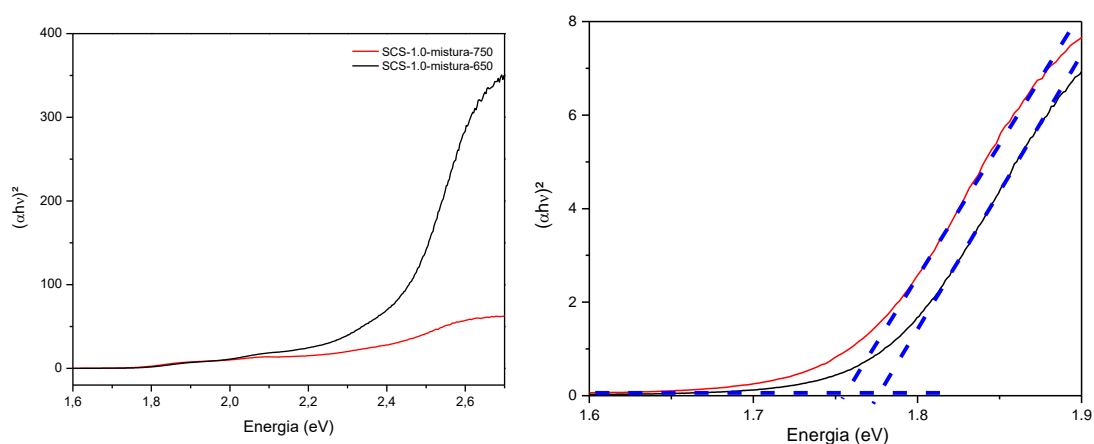 400
300
200
100
0
(αhν)²
SCS-1.0-mistura-750
SCS-1.0-mistura-650
1,6 1,8 2,0 2,2 2,4 2,6
Energia (eV)
8
6
4
2
0
(αhν)²
1.6 1.7 1.8 1.9
Energia (eV)